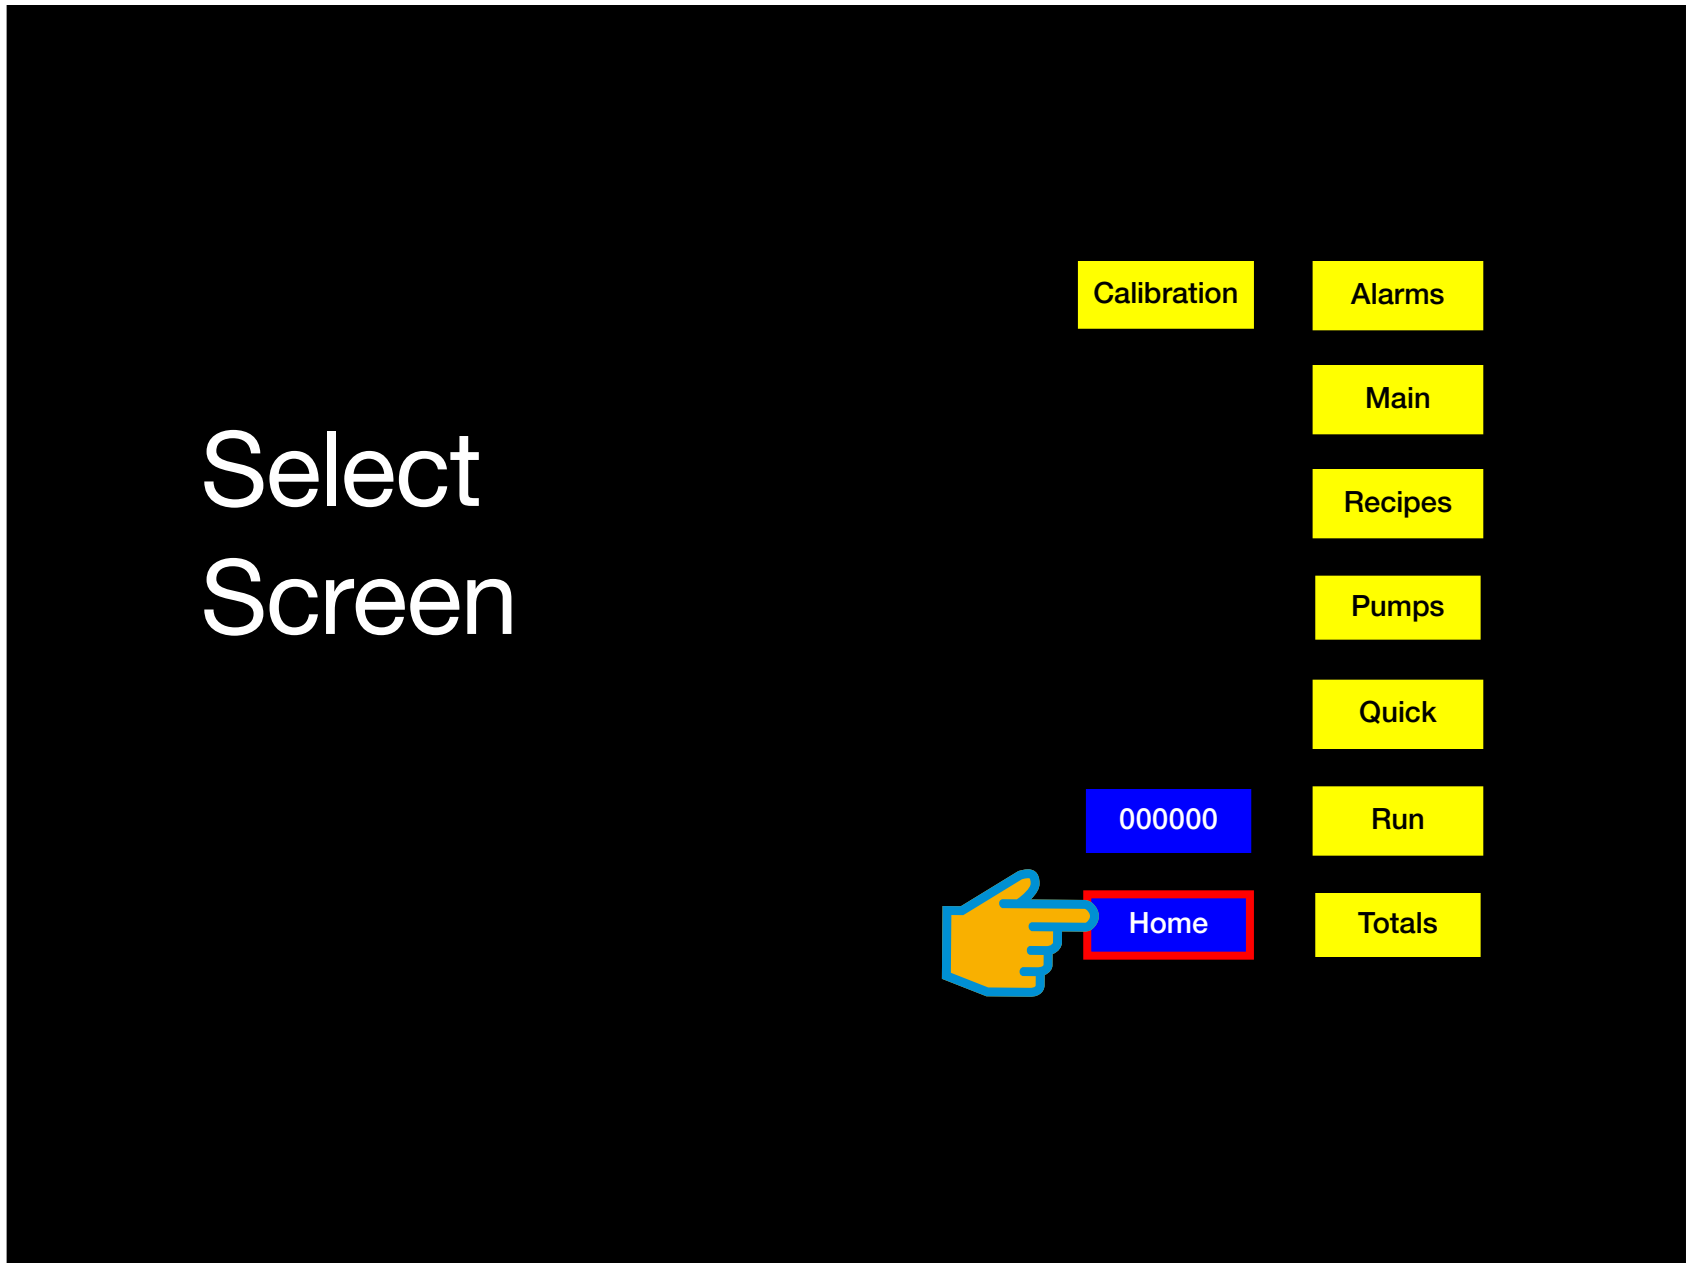 Select
Screen
Calibration
Alarms
Main
Recipes
Pumps
Quick
000000
Run
Home
Totals